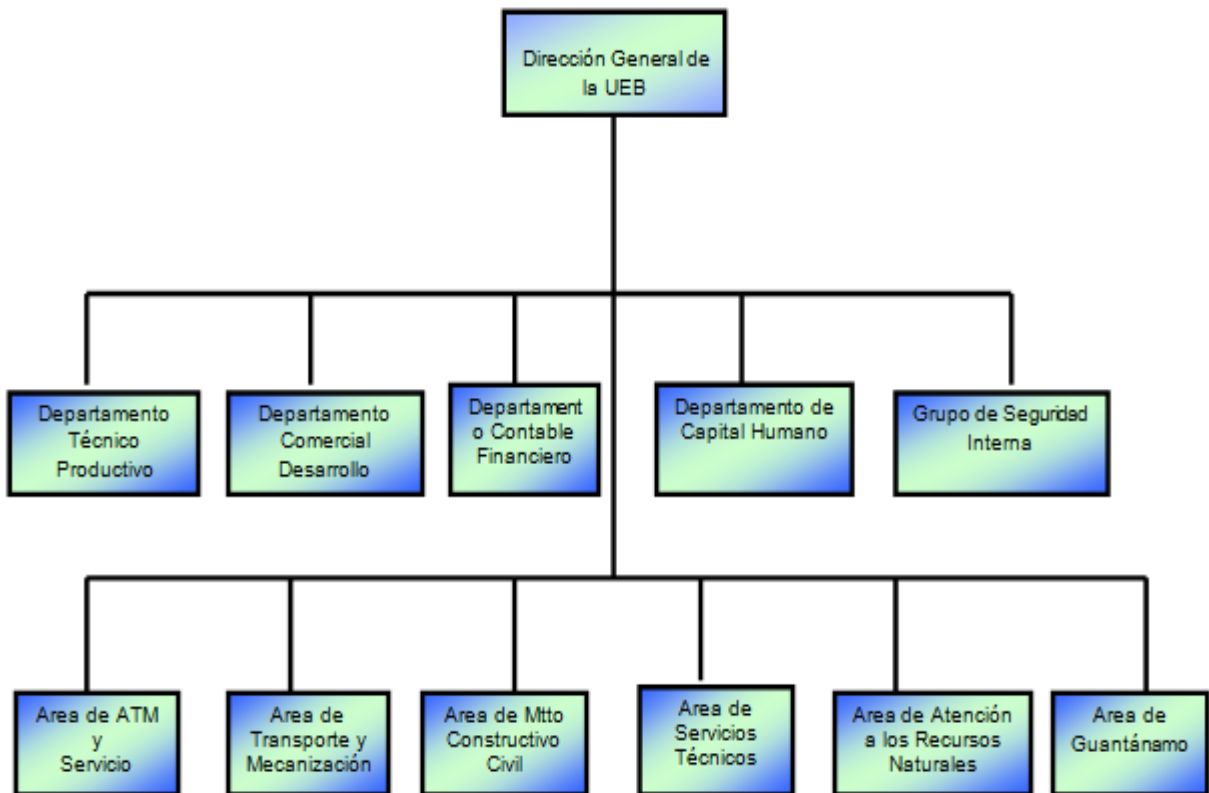 Dirección General de
la UEB
Departamento
Técnico
Productivo
Departamento
Comercial
Desarrollo
Departament
o Contable
Financiero
Departamento de
Capital Humano
Grupo de Seguridad
Interna
Area de ATM
y
Servicio
Area de
Transporte y
Mecanización
Area de Mtto
Constructivo
Civil
Area de
Servicios
Técnicos
Area de Atención
a los Recursos
Naturales
Area de
Guantánamo